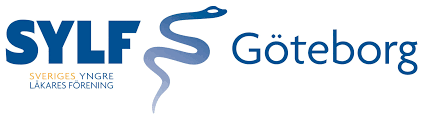 SYLF
SVERIGES YNGRE
LÄKARES FÖRENING
Göteborg